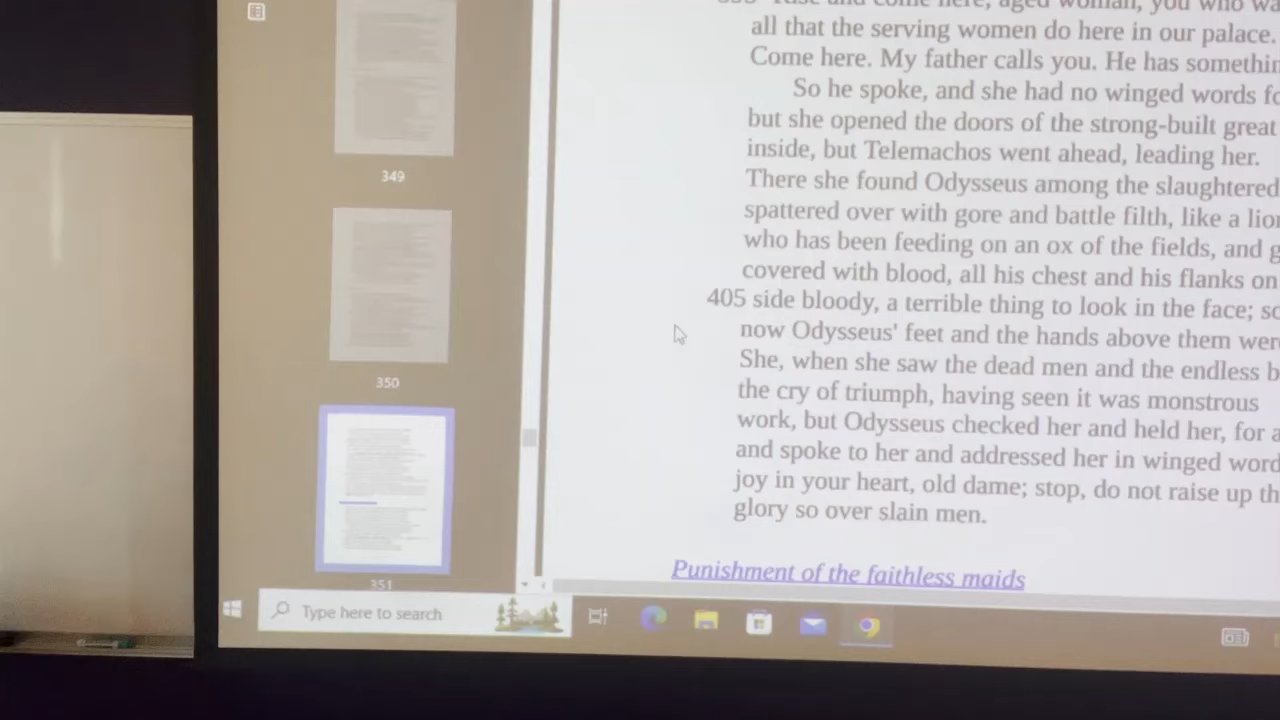 all that the serving women do here in our palace.
Come here. My father calls you. He has somethin
So he spoke, and she had no winged words fo
but she opened the doors of the strong-built great
inside, but Telemachos went ahead, leading her.
There she found Odysseus among the slaughtered
spattered over with gore and battle filth, like a lion
who has been feeding on an ox of the fields, and g
covered with blood, all his chest and his flanks on
405 side bloody, a terrible thing to look in the face; so
now Odysseus' feet and the hands above them were
She, when she saw the dead men and the endless b
the cry of triumph, having seen it was monstrous
work, but Odysseus checked her and held her, for a
and spoke to her and addressed her in winged word
joy in your heart, old dame; stop, do not raise up th
glory so over slain men.
Punishment of the faithless maids
349
350
351
Type here to search